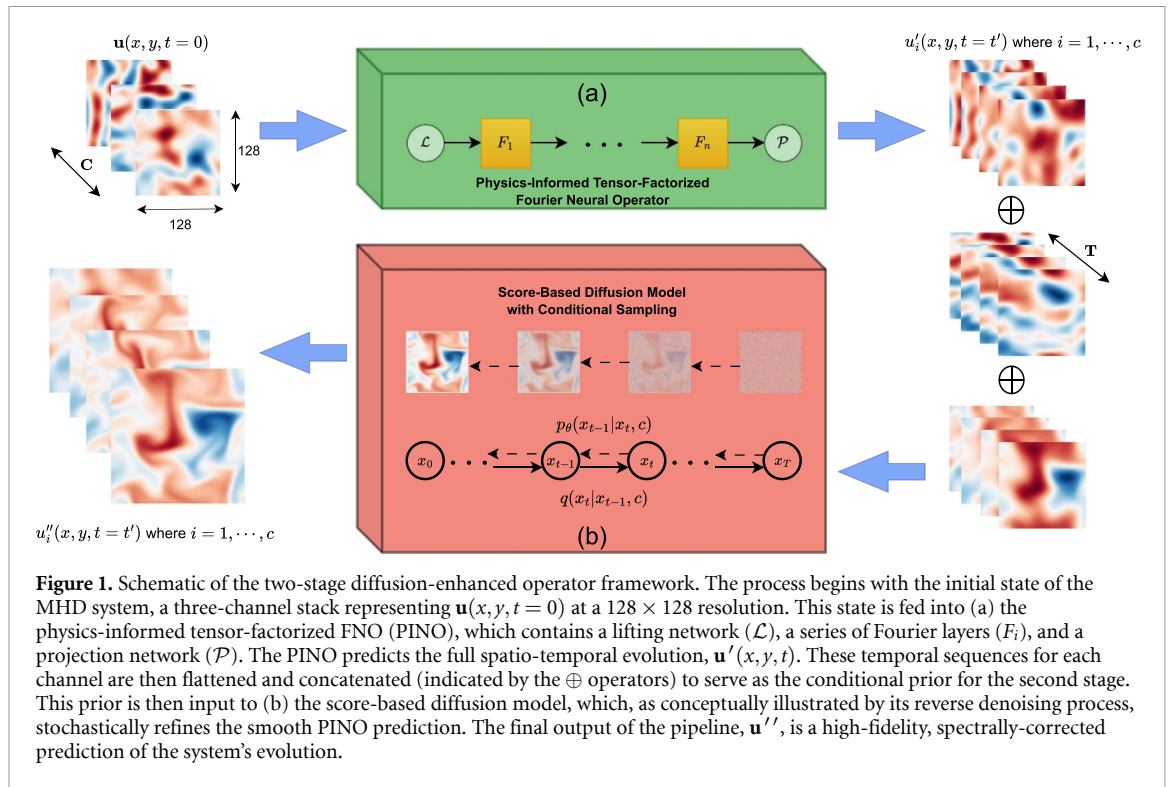 𝐮(x, y, t = 0)
C
128
128
(a)
ℒ
F₁
· · ·
Fₙ
𝒫
Physics-Informed Tensor-Factorized
Fourier Neural Operator
u′ᵢ(x, y, t = t′) where i = 1, ⋯, c
⊕
T
⊕
Score-Based Diffusion Model
with Conditional Sampling
p_θ(x_{t−1}|x_t, c)
x₀
· · ·
x_{t−1}
x_t
· · ·
x_T
q(x_t|x_{t−1}, c)
(b)
u″ᵢ(x, y, t = t′) where i = 1, ⋯, c
Figure 1. Schematic of the two-stage diffusion-enhanced operator framework. The process begins with the initial state of the
MHD system, a three-channel stack representing 𝐮(x, y, t = 0) at a 128 × 128 resolution. This state is fed into (a) the
physics-informed tensor-factorized FNO (PINO), which contains a lifting network (ℒ), a series of Fourier layers (Fᵢ), and a
projection network (𝒫). The PINO predicts the full spatio-temporal evolution, 𝐮′(x, y, t). These temporal sequences for each
channel are then flattened and concatenated (indicated by the ⊕ operators) to serve as the conditional prior for the second stage.
This prior is then input to (b) the score-based diffusion model, which, as conceptually illustrated by its reverse denoising process,
stochastically refines the smooth PINO prediction. The final output of the pipeline, 𝐮″, is a high-fidelity, spectrally-corrected
prediction of the system's evolution.